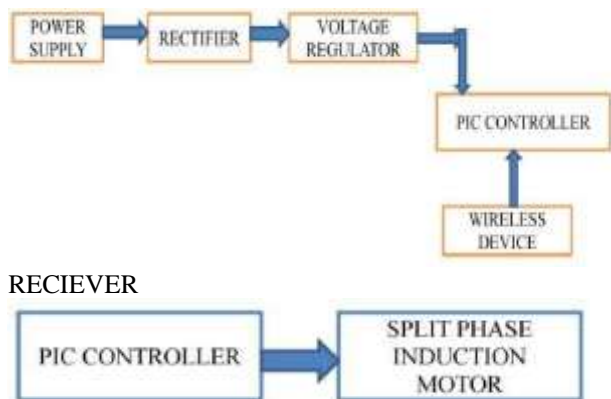 POWER
SUPPLY
RECTIFIER
VOLTAGE
REGULATOR
PIC CONTROLLER
WIRELESS
DEVICE
RECIEVER
PIC CONTROLLER
SPLIT PHASE
INDUCTION
MOTOR